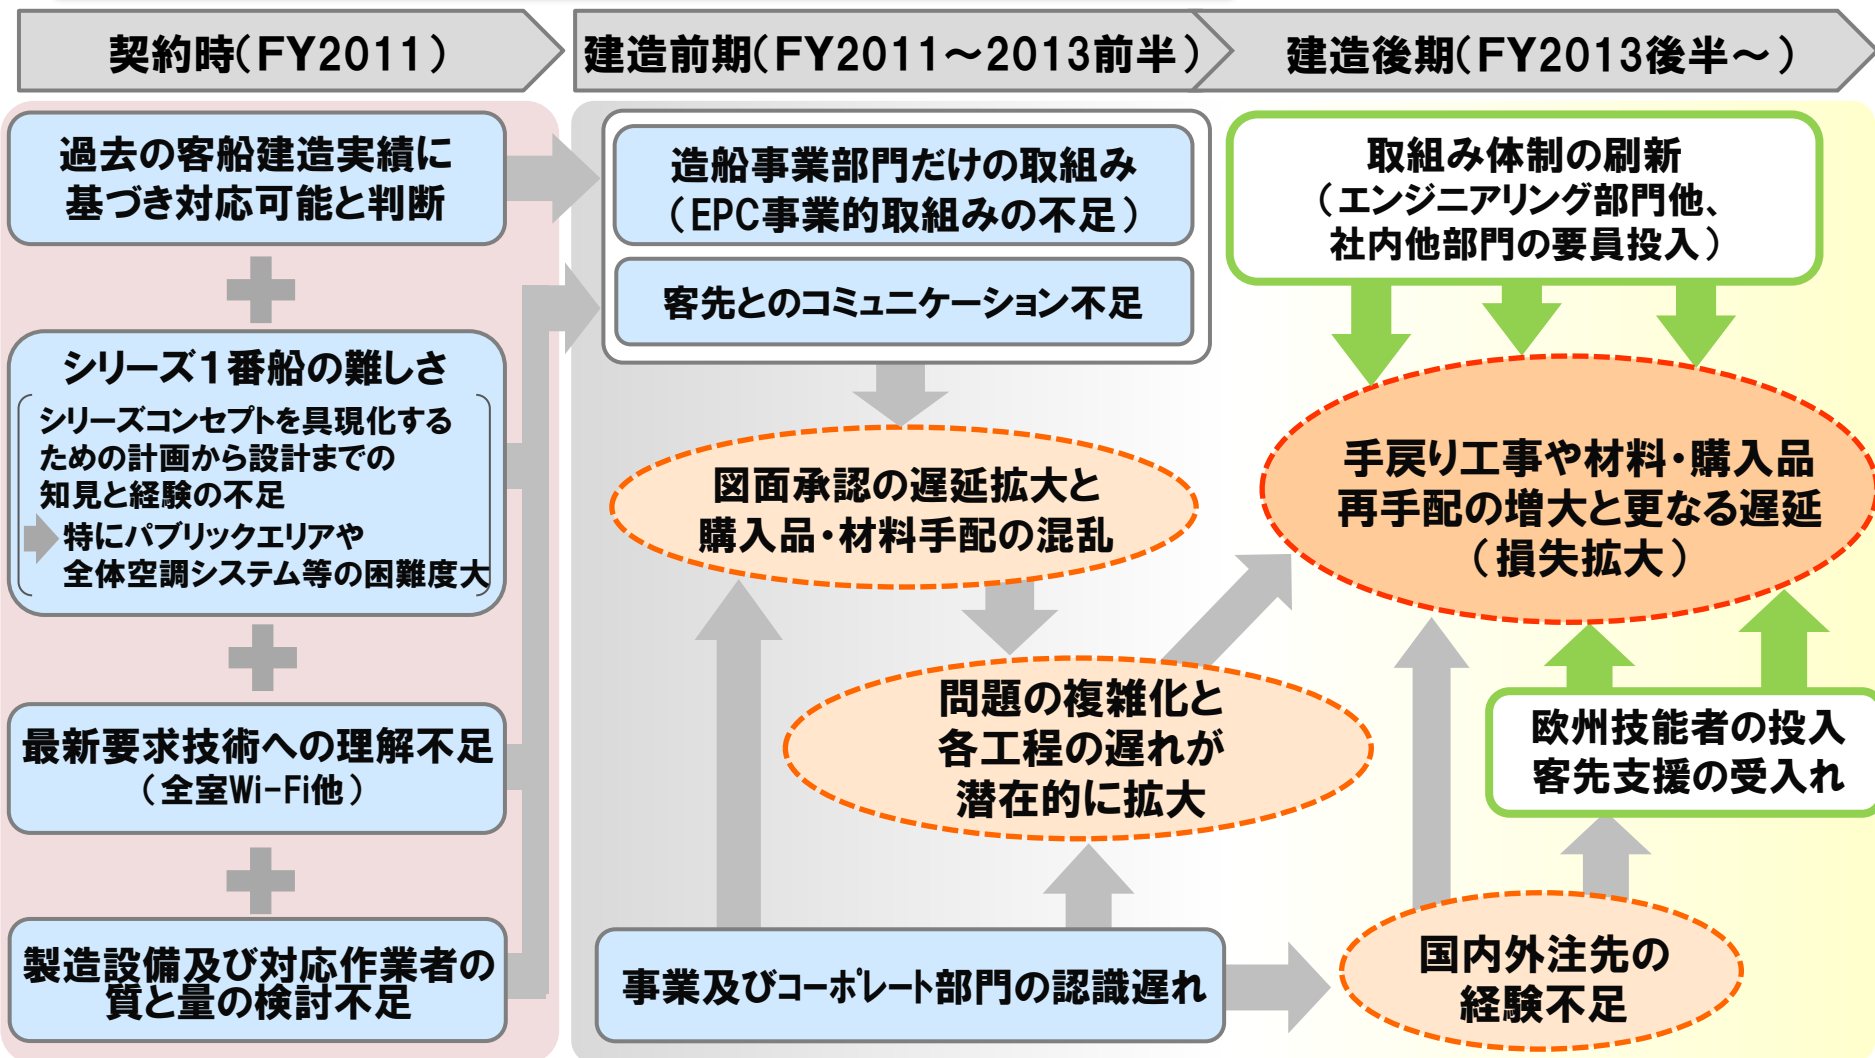 契約時(FY2011)
建造前期(FY2011～2013前半)
建造後期(FY2013後半～)
過去の客船建造実績に
基づき対応可能と判断
シリーズ1番船の難しさ
シリーズコンセプトを具現化する
ための計画から設計までの
知見と経験の不足
特にパブリックエリアや
全体空調システム等の困難度大
最新要求技術への理解不足
(全室Wi-Fi他)
製造設備及び対応作業者の
質と量の検討不足
造船事業部門だけの取組み
(EPC事業的取組みの不足)
客先とのコミュニケーション不足
図面承認の遅延拡大と
購入品・材料手配の混乱
問題の複雑化と
各工程の遅れが
潜在的に拡大
事業及びコーポレート部門の認識遅れ
取組み体制の刷新
(エンジニアリング部門他、
社内他部門の要員投入)
手戻り工事や材料・購入品
再手配の増大と更なる遅延
(損失拡大)
欧州技能者の投入
客先支援の受入れ
国内外注先の
経験不足